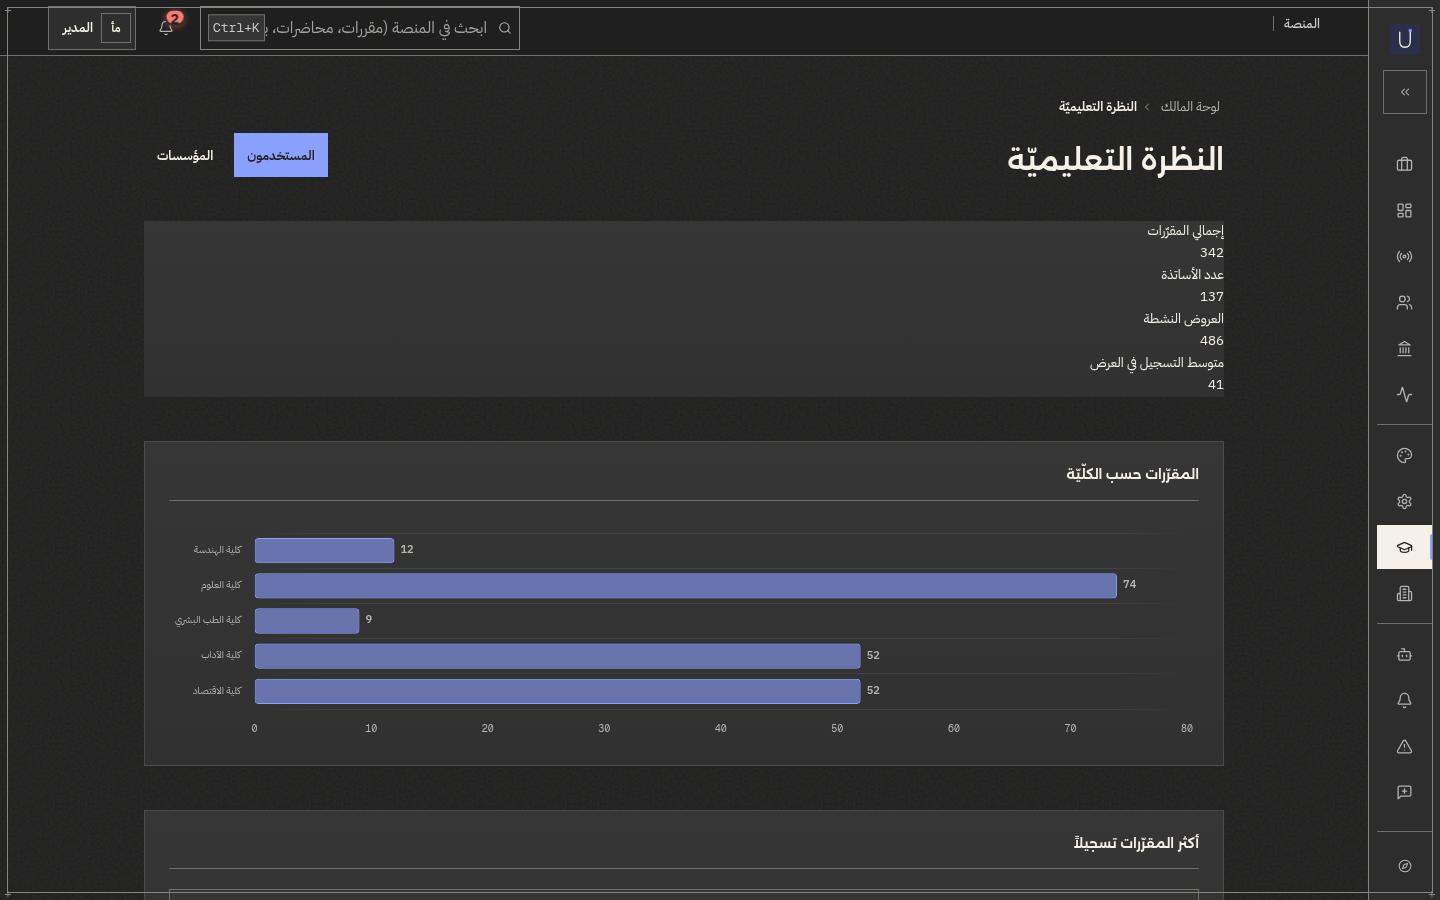 المنصة
ابحث في المنصة (مقررات، محاضرات،
Ctrl+K
2
مأ
المدير
لوحة المالك
النظرة التعليميّة
النظرة التعليميّة
المستخدمون
المؤسسات
إجمالي المقرّرات
342
عدد الأساتذة
137
العروض النشطة
486
متوسط التسجيل في العرض
41
المقرّرات حسب الكلّيّة
كلية الهندسة 12
كلية العلوم 74
كلية الطب البشري 9
كلية الآداب 52
كلية الاقتصاد 52
0 10 20 30 40 50 60 70 80
أكثر المقرّرات تسجيلاً